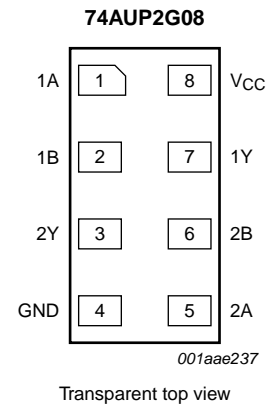 74AUP2G08
1A 1 8 VCC
1B 2 7 1Y
2Y 3 6 2B
GND 4 5 2A
001aae237
Transparent top view